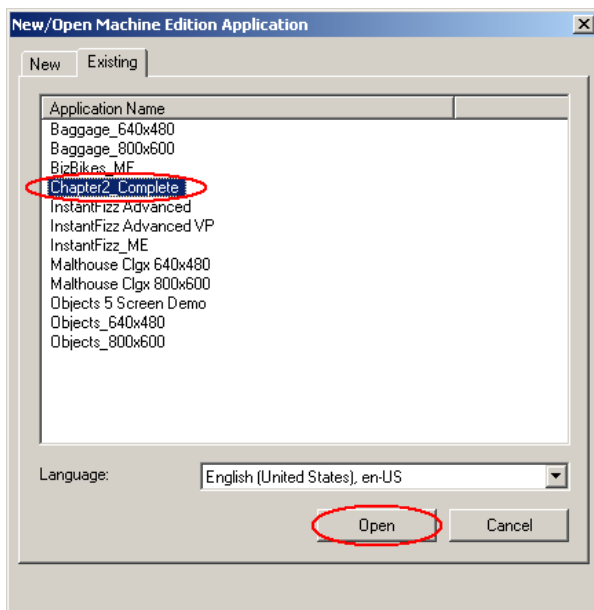 New/Open Machine Edition Application
New Existing
Application Name
Baggage_640x480
Baggage_800x600
BizBikes_ME
Chapter2_Complete
InstantFizz Advanced
InstantFizz Advanced VP
InstantFizz_ME
Malthouse Clgx 640x480
Malthouse Clgx 800x600
Objects 5 Screen Demo
Objects_640x480
Objects_800x600
Language: English (United States), en-US
Open Cancel